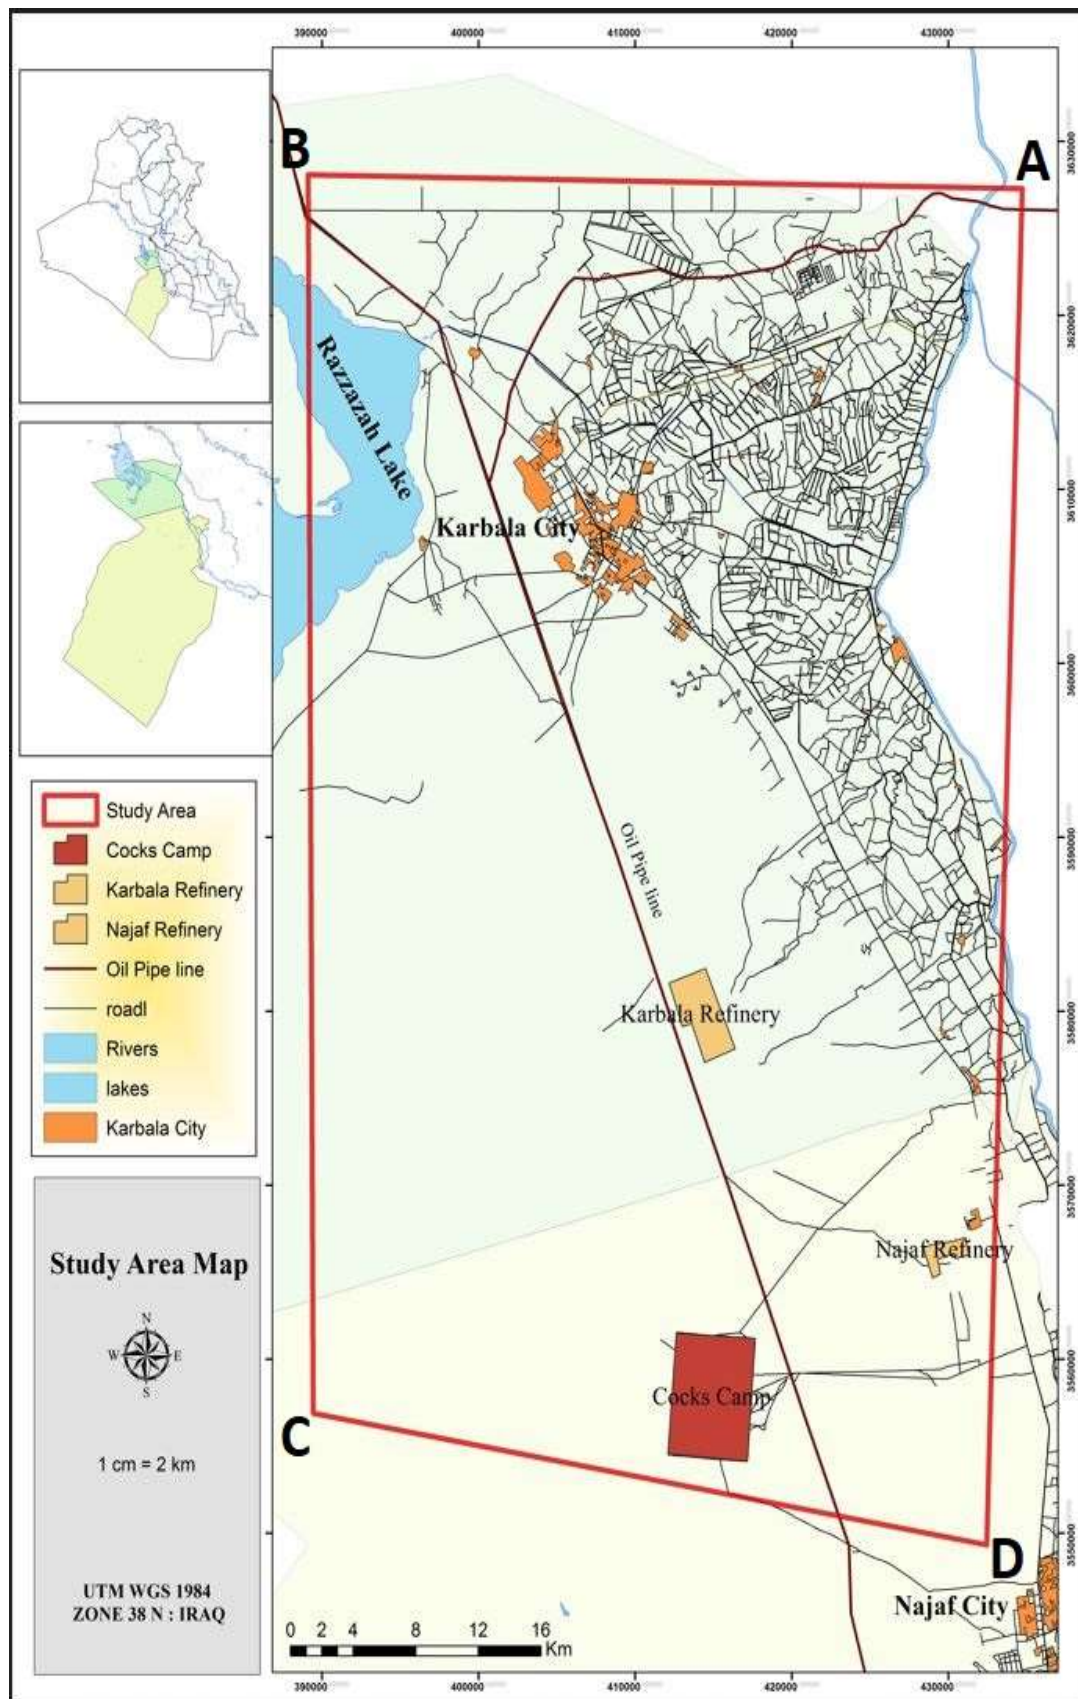 390000 400000 410000 420000 430000
B
A
3630000
3620000
3610000
3600000
3590000
3580000
3570000
3560000
3550000
Razzazah Lake
Karbala City
Oil Pipe line
Karbala Refinery
Najaf Refinery
Cocks Camp
C
D
Najaf City
0 2 4 8 12 16
Km
390000 400000 410000 420000 430000
Study Area
Cocks Camp
Karbala Refinery
Najaf Refinery
Oil Pipe line
roadl
Rivers
lakes
Karbala City
Study Area Map
N
W E
S
1 cm = 2 km
UTM WGS 1984
ZONE 38 N : IRAQ